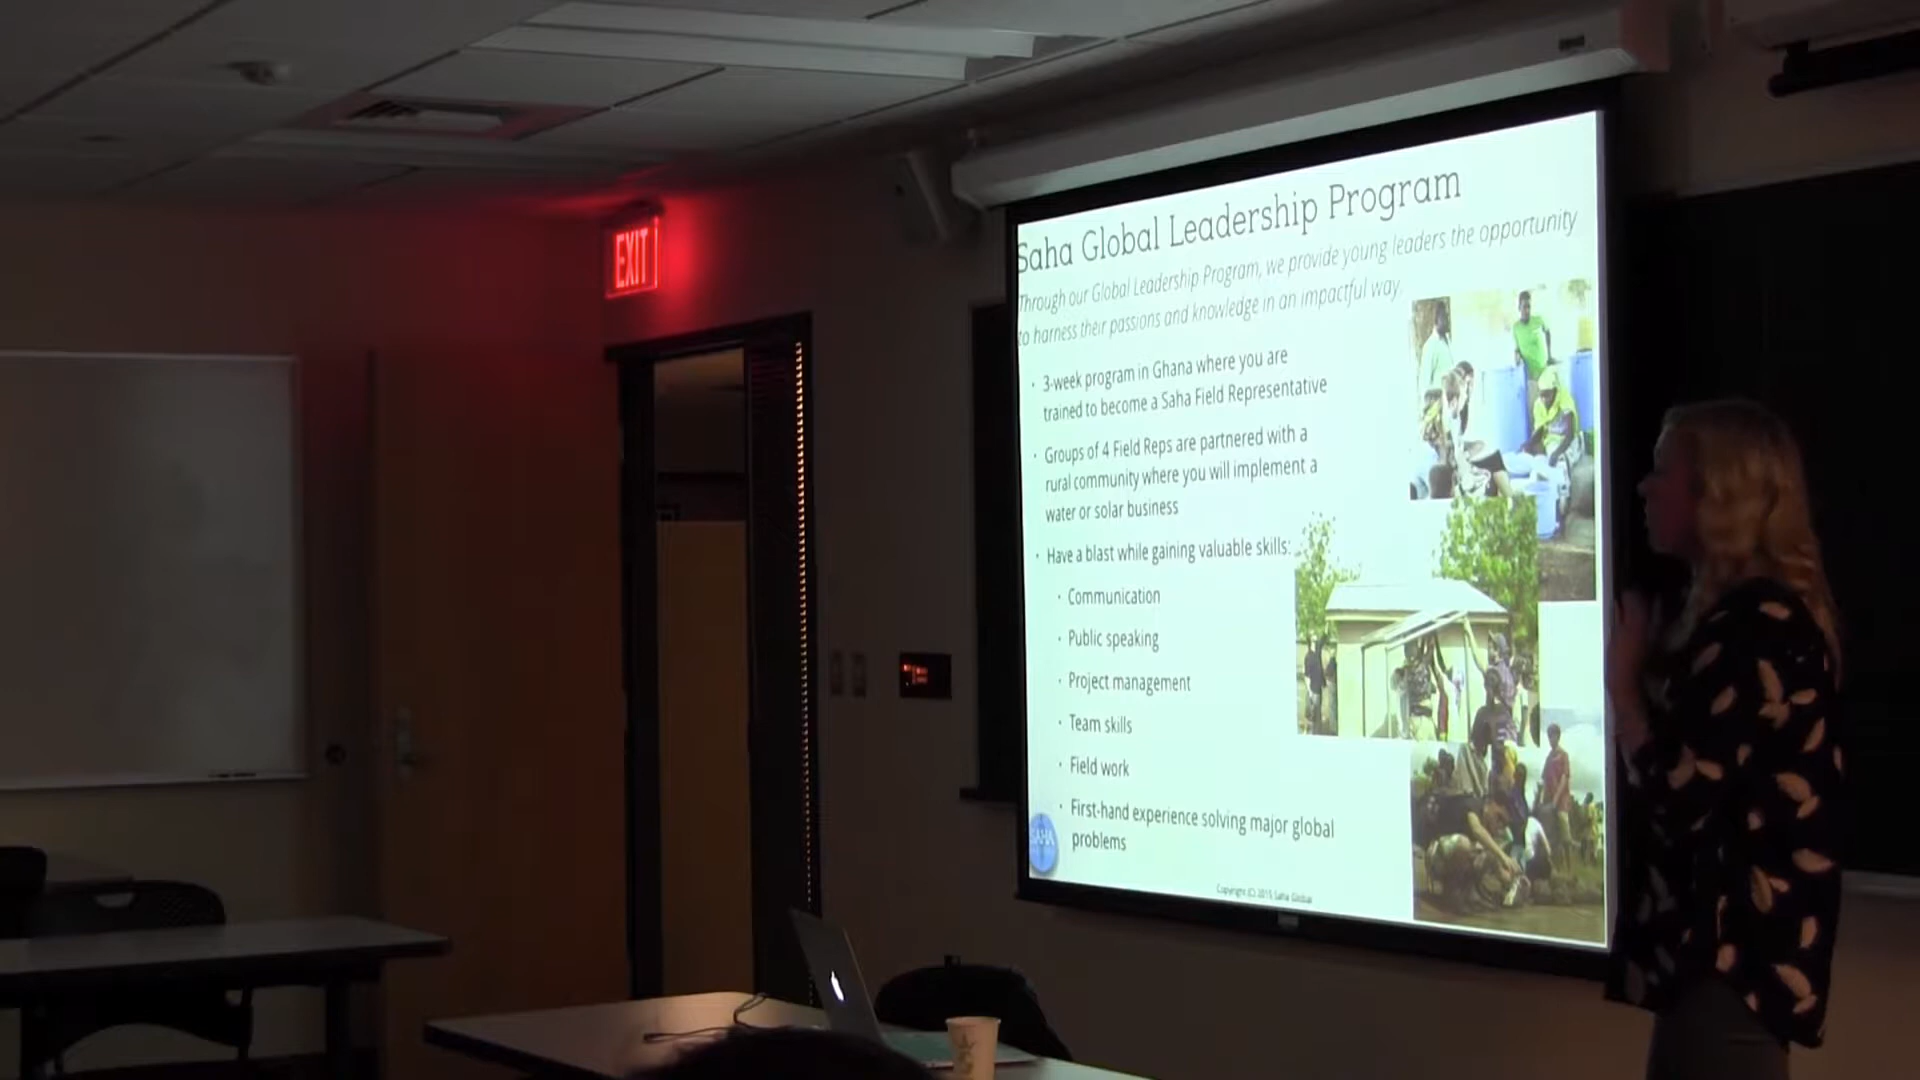 EXIT
Saha Global Leadership Program
Through our Global Leadership Program, we provide young leaders the opportunity
to harness their passions and knowledge in an impactful way.
· 3-week program in Ghana where you are
trained to become a Saha Field Representative
· Groups of 4 Field Reps are partnered with a
rural community where you will implement a
water or solar business
· Have a blast while gaining valuable skills:
· Communication
· Public speaking
· Project management
· Team skills
· Field work
· First-hand experience solving major global
problems
SAHA
Copyright (C) 2015 Saha Global